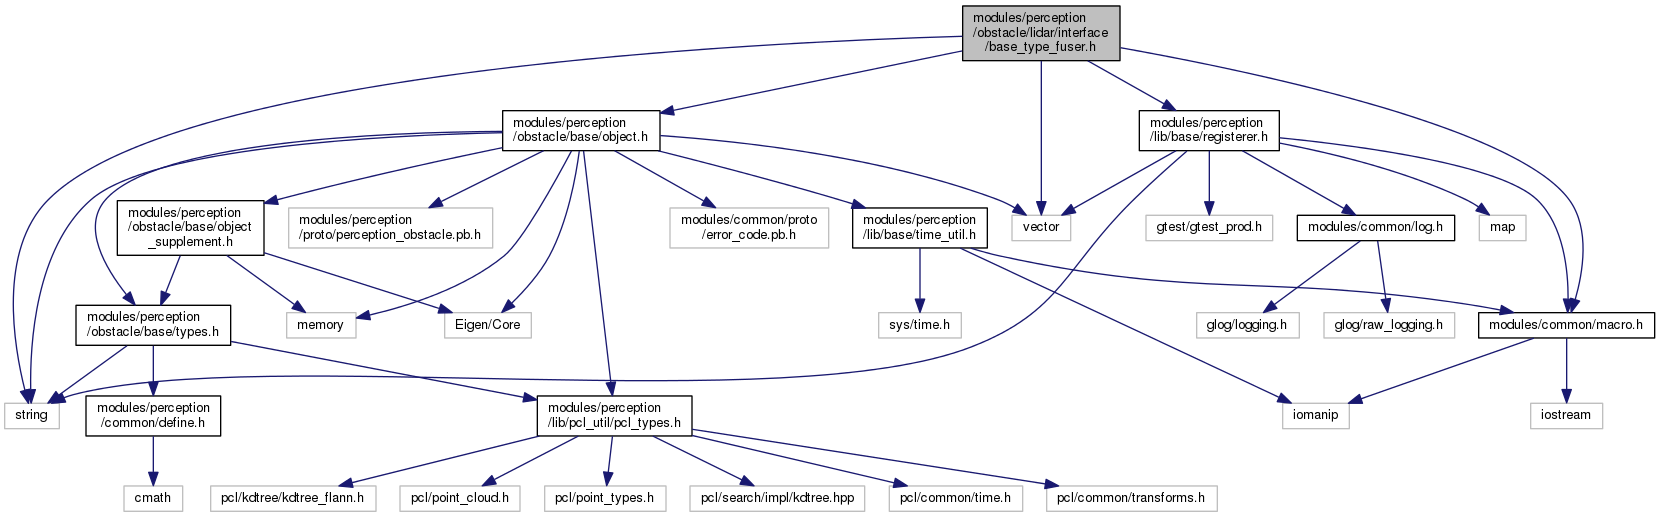 modules/perception
/obstacle/lidar/interface
/base_type_fuser.h
modules/perception
/obstacle/base/object.h
modules/perception
/lib/base/registerer.h
modules/perception
/obstacle/base/object
_supplement.h
modules/perception
/proto/perception_obstacle.pb.h
modules/common/proto
/error_code.pb.h
modules/perception
/lib/base/time_util.h
vector
gtest/gtest_prod.h
modules/common/log.h
map
modules/perception
/obstacle/base/types.h
memory
Eigen/Core
sys/time.h
glog/logging.h
glog/raw_logging.h
modules/common/macro.h
string
modules/perception
/common/define.h
modules/perception
/lib/pcl_util/pcl_types.h
iomanip
iostream
cmath
pcl/kdtree/kdtree_flann.h
pcl/point_cloud.h
pcl/point_types.h
pcl/search/impl/kdtree.hpp
pcl/common/time.h
pcl/common/transforms.h